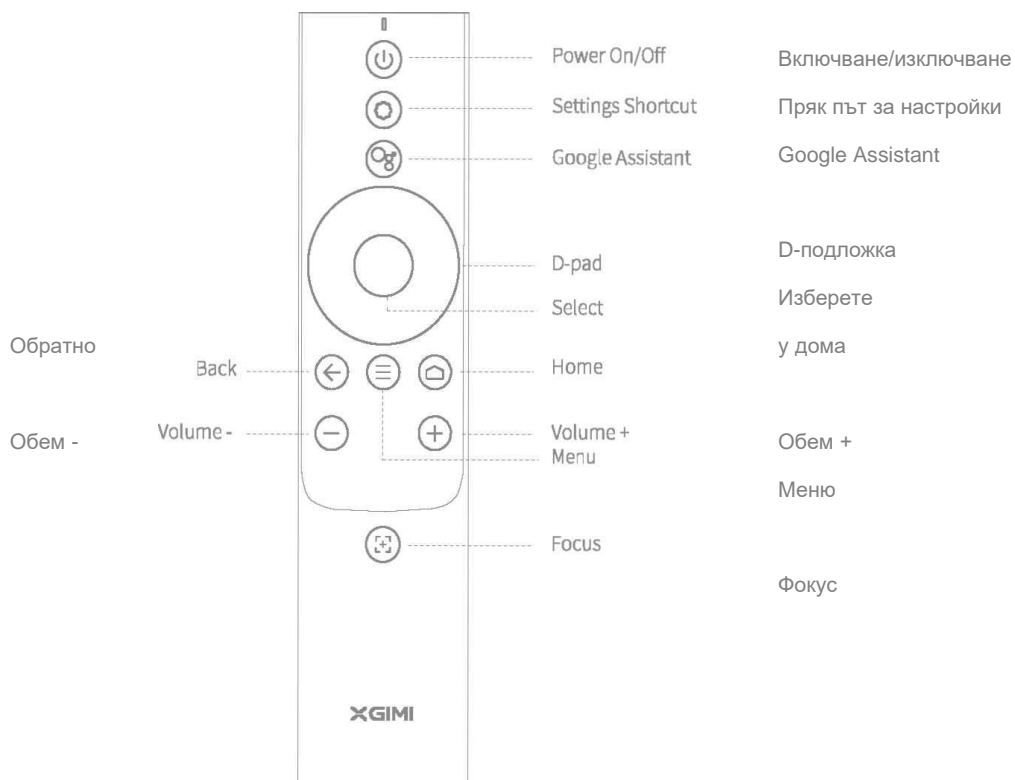 Power On/Off Включване/изключване
Settings Shortcut Пряк път за настройки
Google Assistant Google Assistant
D-pad D-подложка
Select Изберете
Обратно Back Home у дома
Обем - Volume - Volume + Обем +
Menu Меню
Focus Фокус
XGIMI